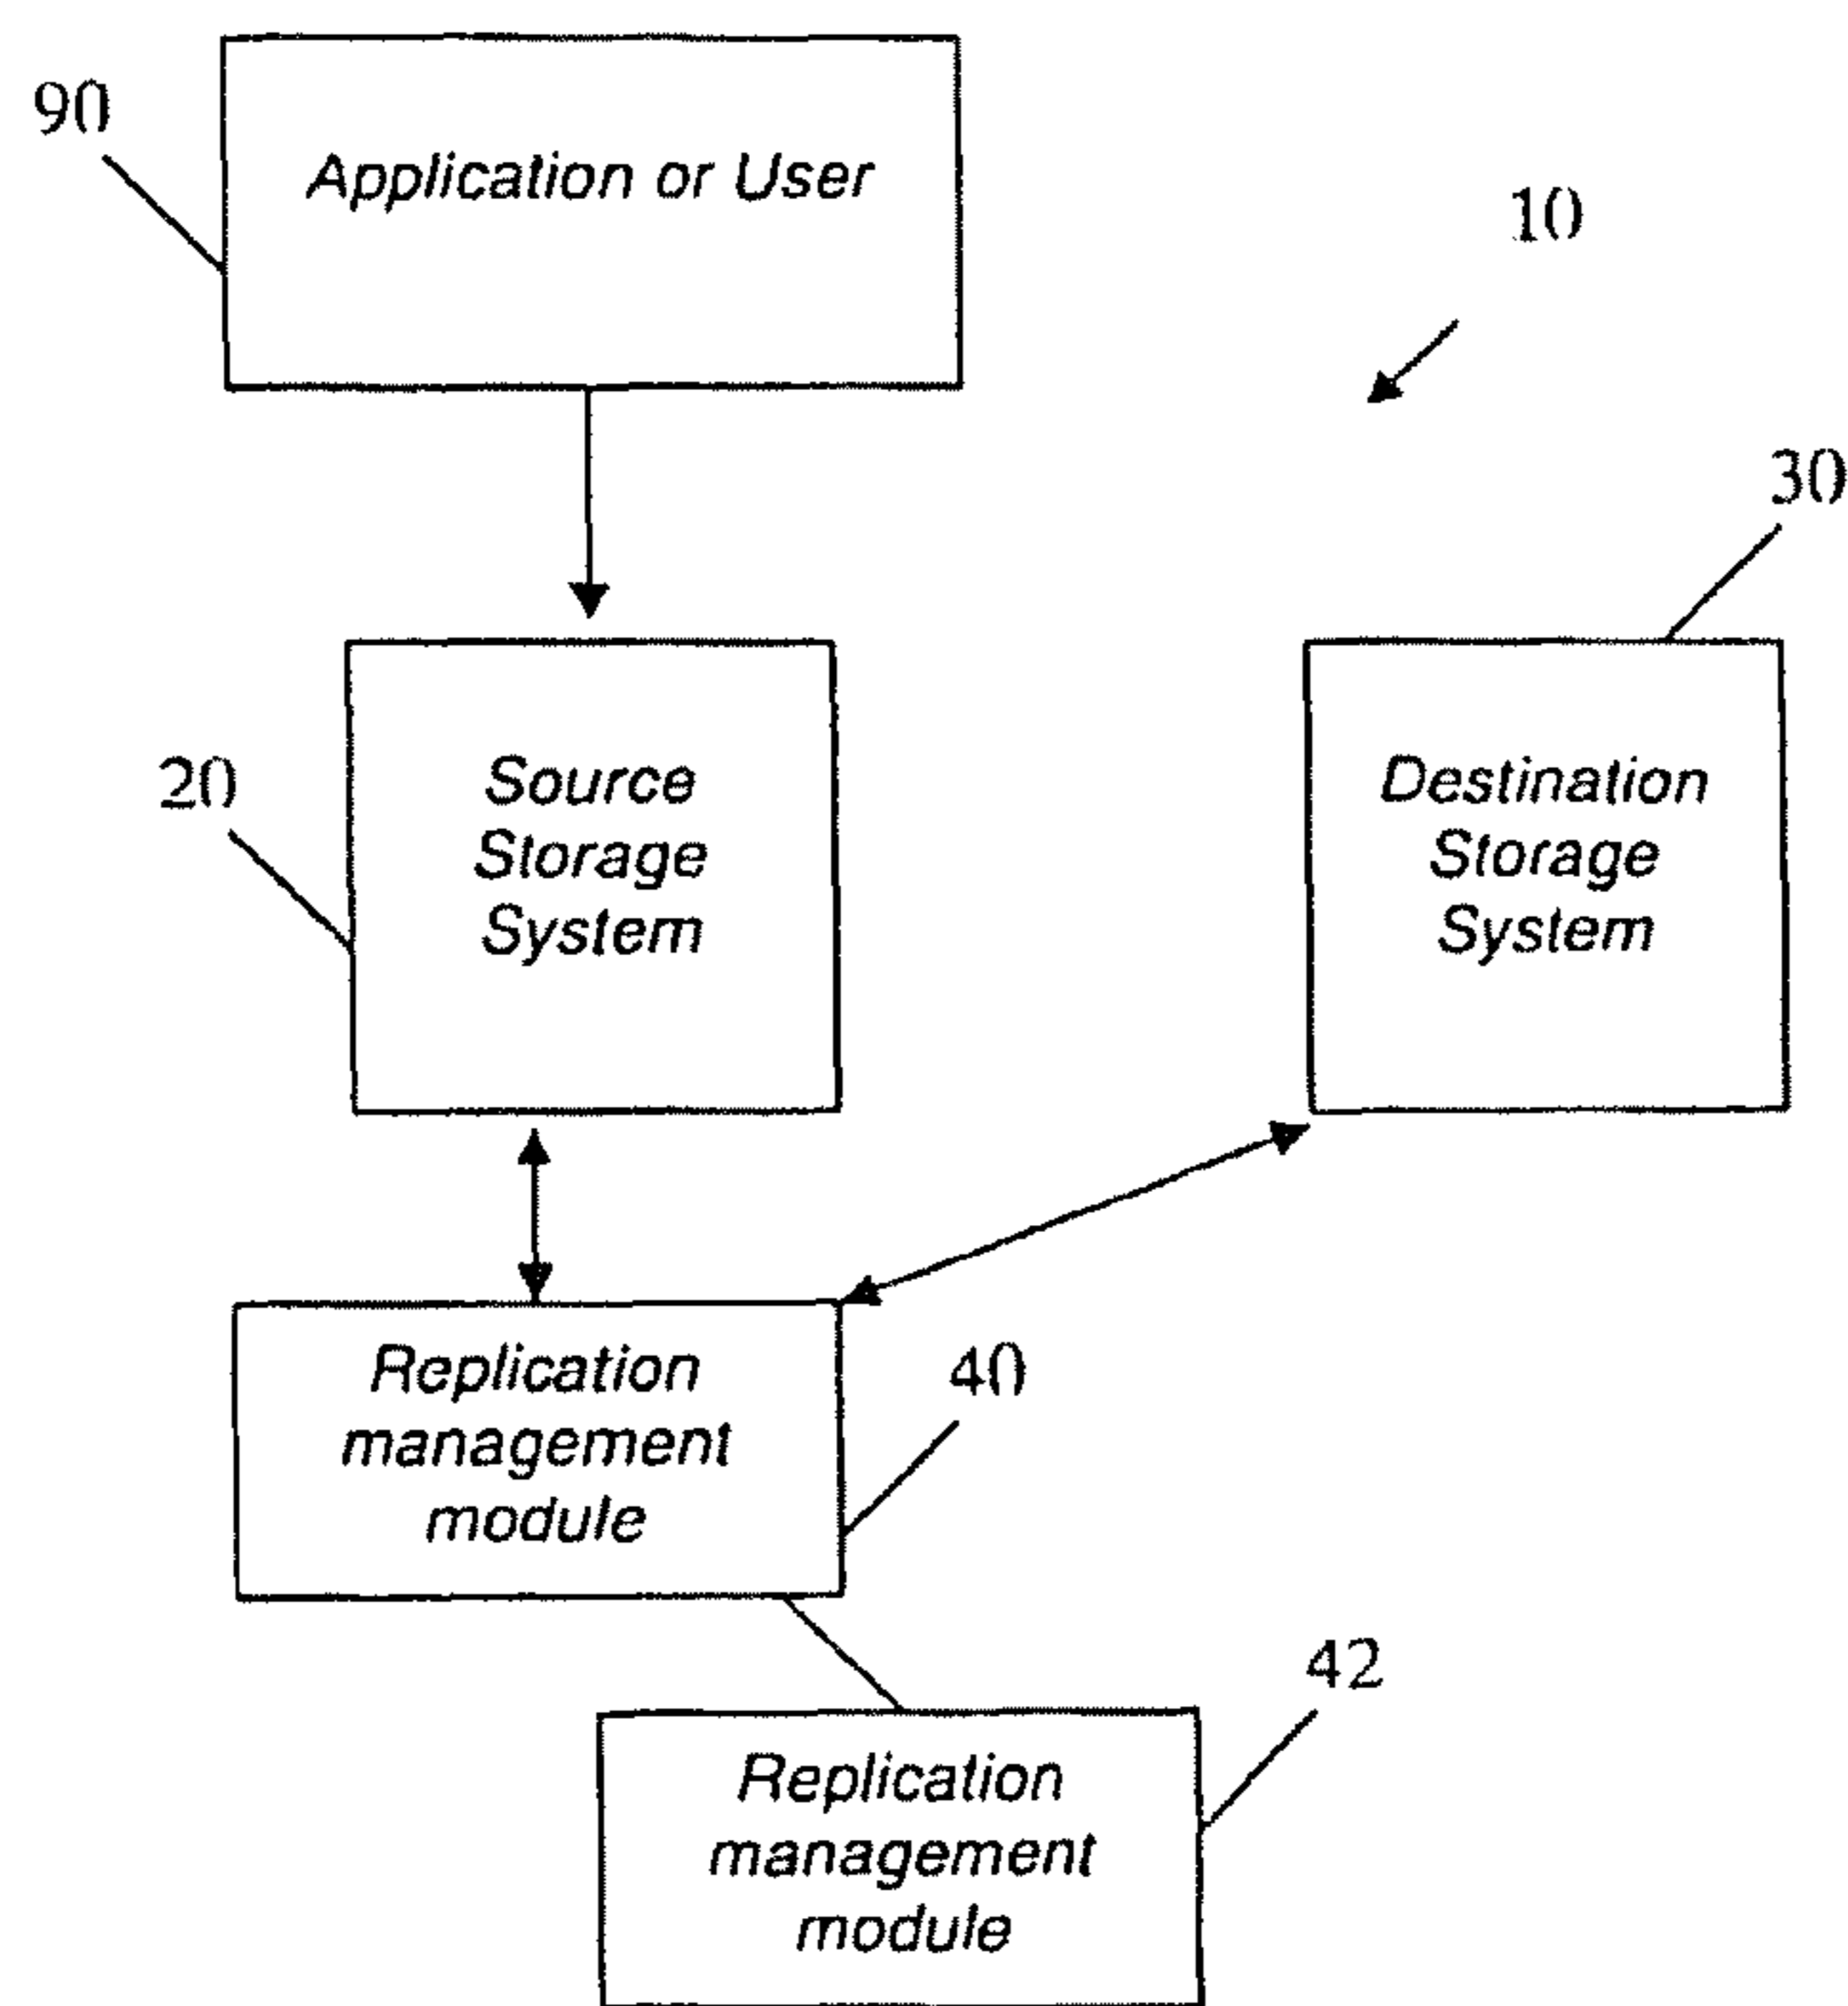 90
Application or User
10
30
20
Source
Storage
System
Destination
Storage
System
Replication
management
module
40
42
Replication
management
module